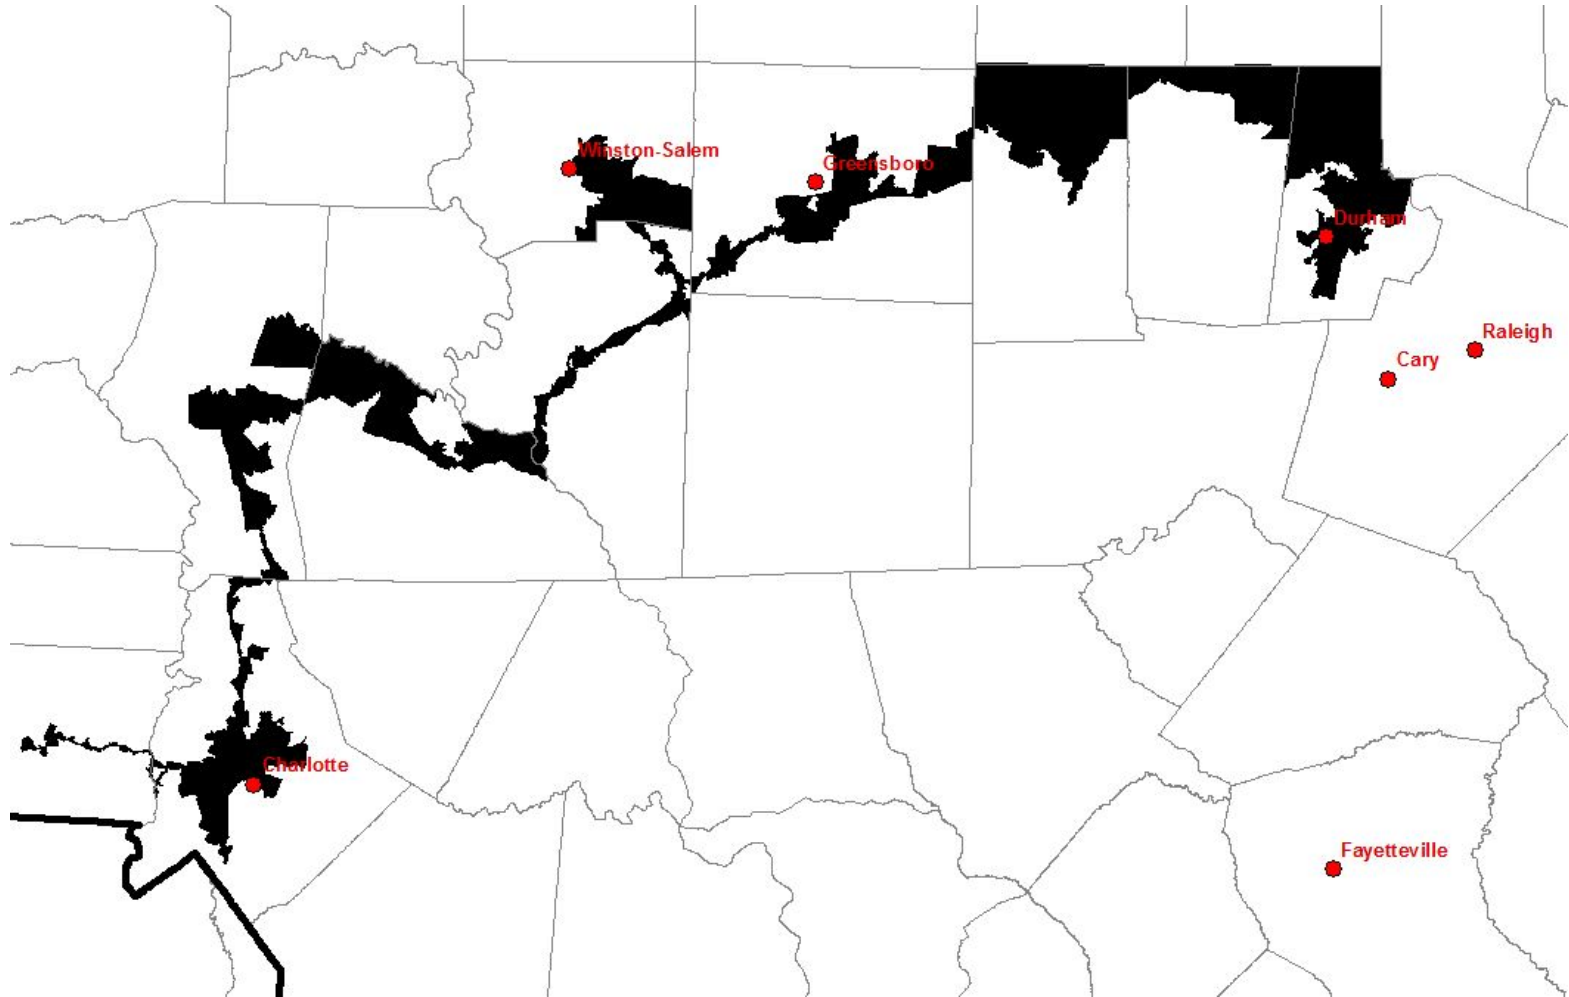 Winston-Salem
Greensboro
Durham
Raleigh
Cary
Charlotte
Fayetteville